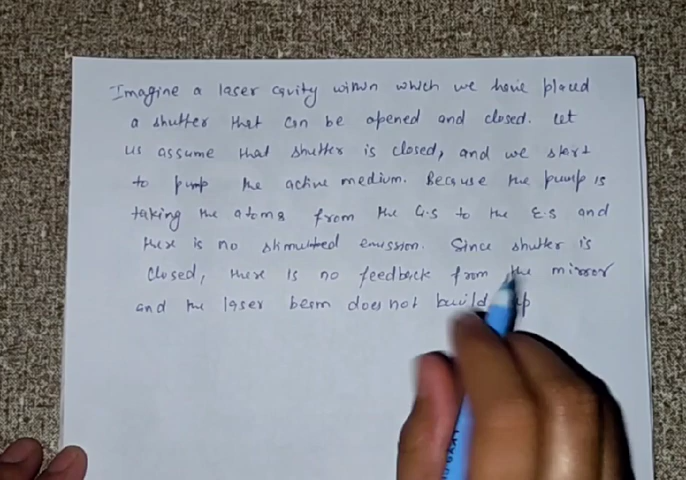 Imagine a laser cavity within which we have placed
a shutter that can be opened and closed. Let
us assume that shutter is closed, and we start
to pump the active medium. Because the pump is
taking the atoms from the G.S to the E.S and
there is no stimulated emission. Since shutter is
closed, there is no feedback from the mirror
and the laser beam does not build up